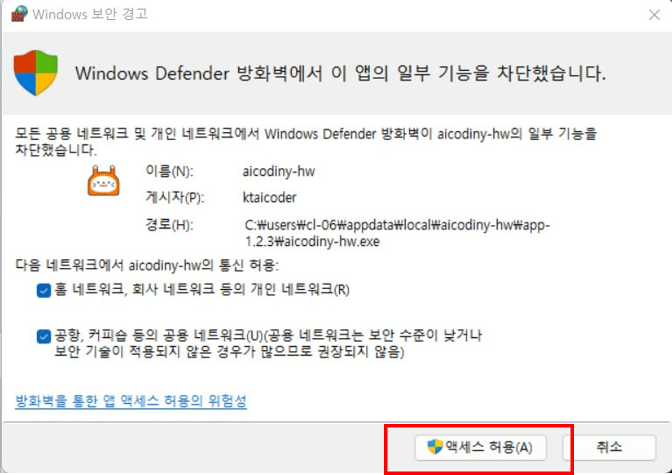 Windows 보안 경고
Windows Defender 방화벽에서 이 앱의 일부 기능을 차단했습니다.
모든 공용 네트워크 및 개인 네트워크에서 Windows Defender 방화벽이 aicodiny-hw의 일부 기능을
차단했습니다.
이름(N): aicodiny-hw
게시자(P): ktaicoder
경로(H): C:₩users₩cl-06₩appdata₩local₩aicodiny-hw₩app-
1.2.3₩aicodiny-hw.exe
다음 네트워크에서 aicodiny-hw의 통신 허용:
홈 네트워크, 회사 네트워크 등의 개인 네트워크(R)
공항, 커피숍 등의 공용 네트워크(U)(공용 네트워크는 보안 수준이 낮거나
보안 기술이 적용되지 않은 경우가 많으므로 권장되지 않음)
방화벽을 통한 앱 액세스 허용의 위험성
액세스 허용(A) 취소